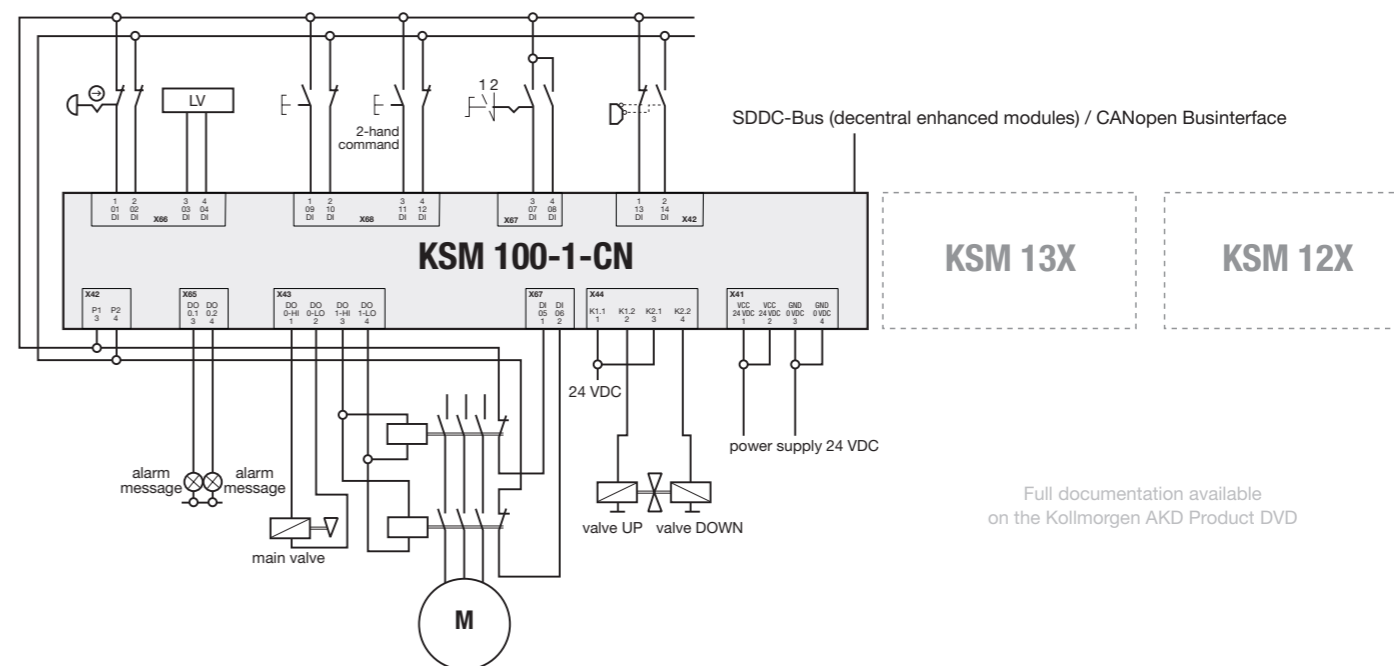 1 2
LV
2-hand
command
SDDC-Bus (decentral enhanced modules) / CANopen Businterface
1 2 3 4
01 02 03 04
DI DI X66 DI DI
1 2 3 4
09 10 11 12
DI DI X68 DI DI
3 4
07 08
X67 DI DI
1 2
13 14
DI DI X42
KSM 100-1-CN
KSM 13X
KSM 12X
X42
P1 P2
3 4
X65
DO DO
0.1 0.2
3 4
X43
DO DO DO DO
0-HI 0-LO 1-HI 1-LO
1 2 3 4
X67
DI DI
05 06
1 2
X44
K1.1 K1.2 K2.1 K2.2
1 2 3 4
X41
VCC VCC GND GND
24 VDC 24 VDC 0 VDC 0 VDC
1 2 3 4
24 VDC
power supply 24 VDC
alarm
message
alarm
message
main valve
valve UP valve DOWN
M
Full documentation available
on the Kollmorgen AKD Product DVD